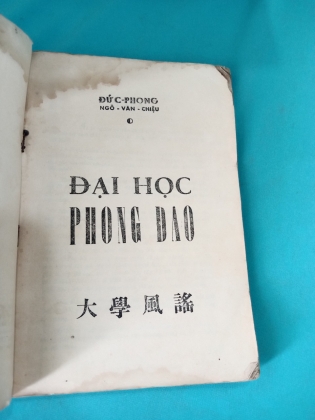 ĐỨC-PHONG
NGÔ-VĂN-CHIỆU
ĐẠI HỌC
PHONG DAO
大學風謠